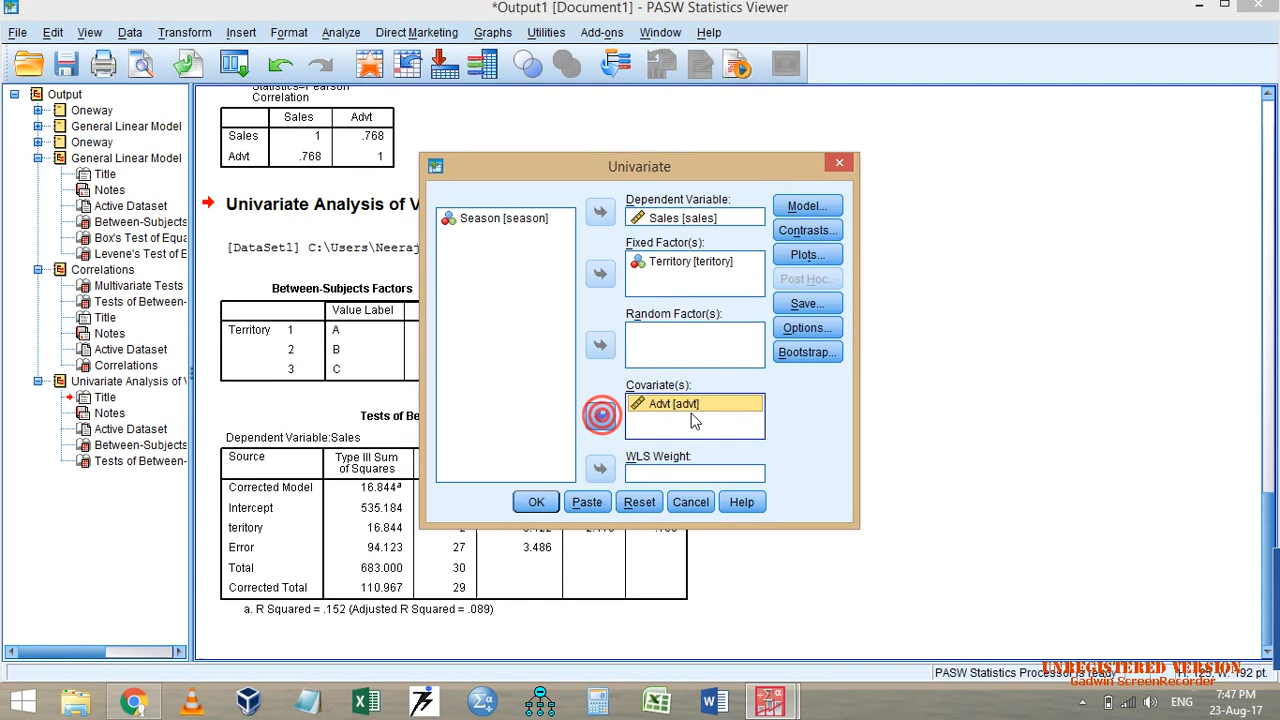 *Output1 [Document1] - PASW Statistics Viewer
File Edit View Data Transform Insert Format Analyze Direct Marketing Graphs Utilities Add-ons Window Help
Output
Oneway
General Linear Model
Oneway
General Linear Model
Title
Notes
Active Dataset
Between-Subjects
Box's Test of Equa
Levene's Test of E
Correlations
Multivariate Tests
Tests of Between-
Title
Notes
Active Dataset
Correlations
Univariate Analysis of V
Title
Notes
Active Dataset
Between-Subjects
Tests of Between-
Statistics=Pearson
Correlation
Sales Advt
Sales 1 .768
Advt .768 1
Univariate Analysis of V
[DataSet1] C:\Users\Neeraj
Between-Subjects Factors
Value Label
Territory 1 A
2 B
3 C
Tests of Be
Dependent Variable:Sales
Source Type III Sum of Squares
Corrected Model 16.844a
Intercept 535.184
teritory 16.844
Error 94.123 27 3.486
Total 683.000 30
Corrected Total 110.967 29
a. R Squared = .152 (Adjusted R Squared = .089)
Univariate
Season [season]
Dependent Variable:
Sales [sales]
Fixed Factor(s):
Territory [teritory]
Random Factor(s):
Covariate(s):
Advt [advt]
WLS Weight:
Model...
Contrasts...
Plots...
Post Hoc...
Save...
Options...
Bootstrap...
OK Paste Reset Cancel Help
PASW Statistics Processor is ready
H: 125, W: 192 pt.
UNREGISTERED VERSION
Gadwin ScreenRecorder
ENG
7:47 PM
23-Aug-17